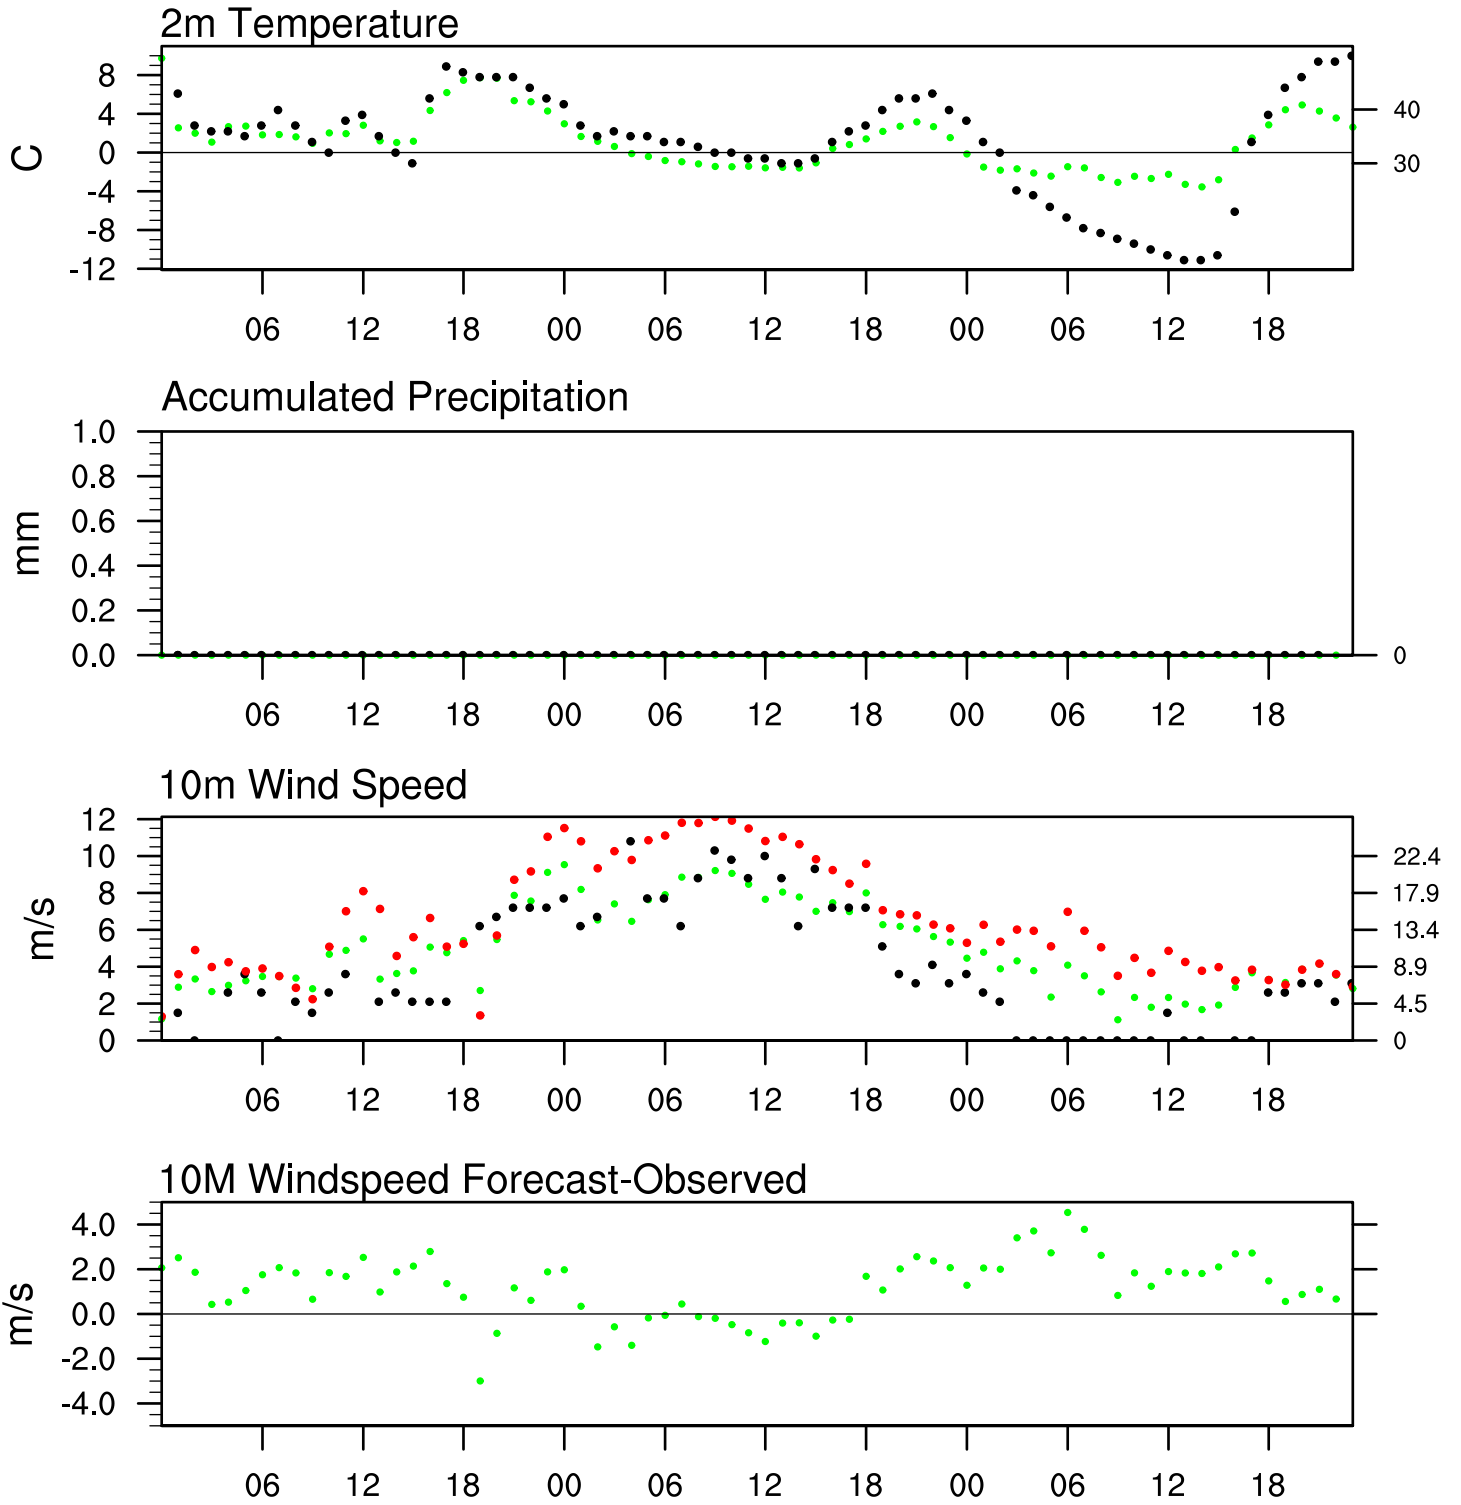 2m Temperature
8
4
0
-4
-8
-12
C
40
30
06 12 18 00 06 12 18 00 06 12 18
Accumulated Precipitation
1.0
0.8
0.6
0.4
0.2
0.0
mm
0
06 12 18 00 06 12 18 00 06 12 18
10m Wind Speed
12
10
8
6
4
2
0
m/s
22.4
17.9
13.4
8.9
4.5
0
06 12 18 00 06 12 18 00 06 12 18
10M Windspeed Forecast-Observed
4.0
2.0
0.0
-2.0
-4.0
m/s
06 12 18 00 06 12 18 00 06 12 18